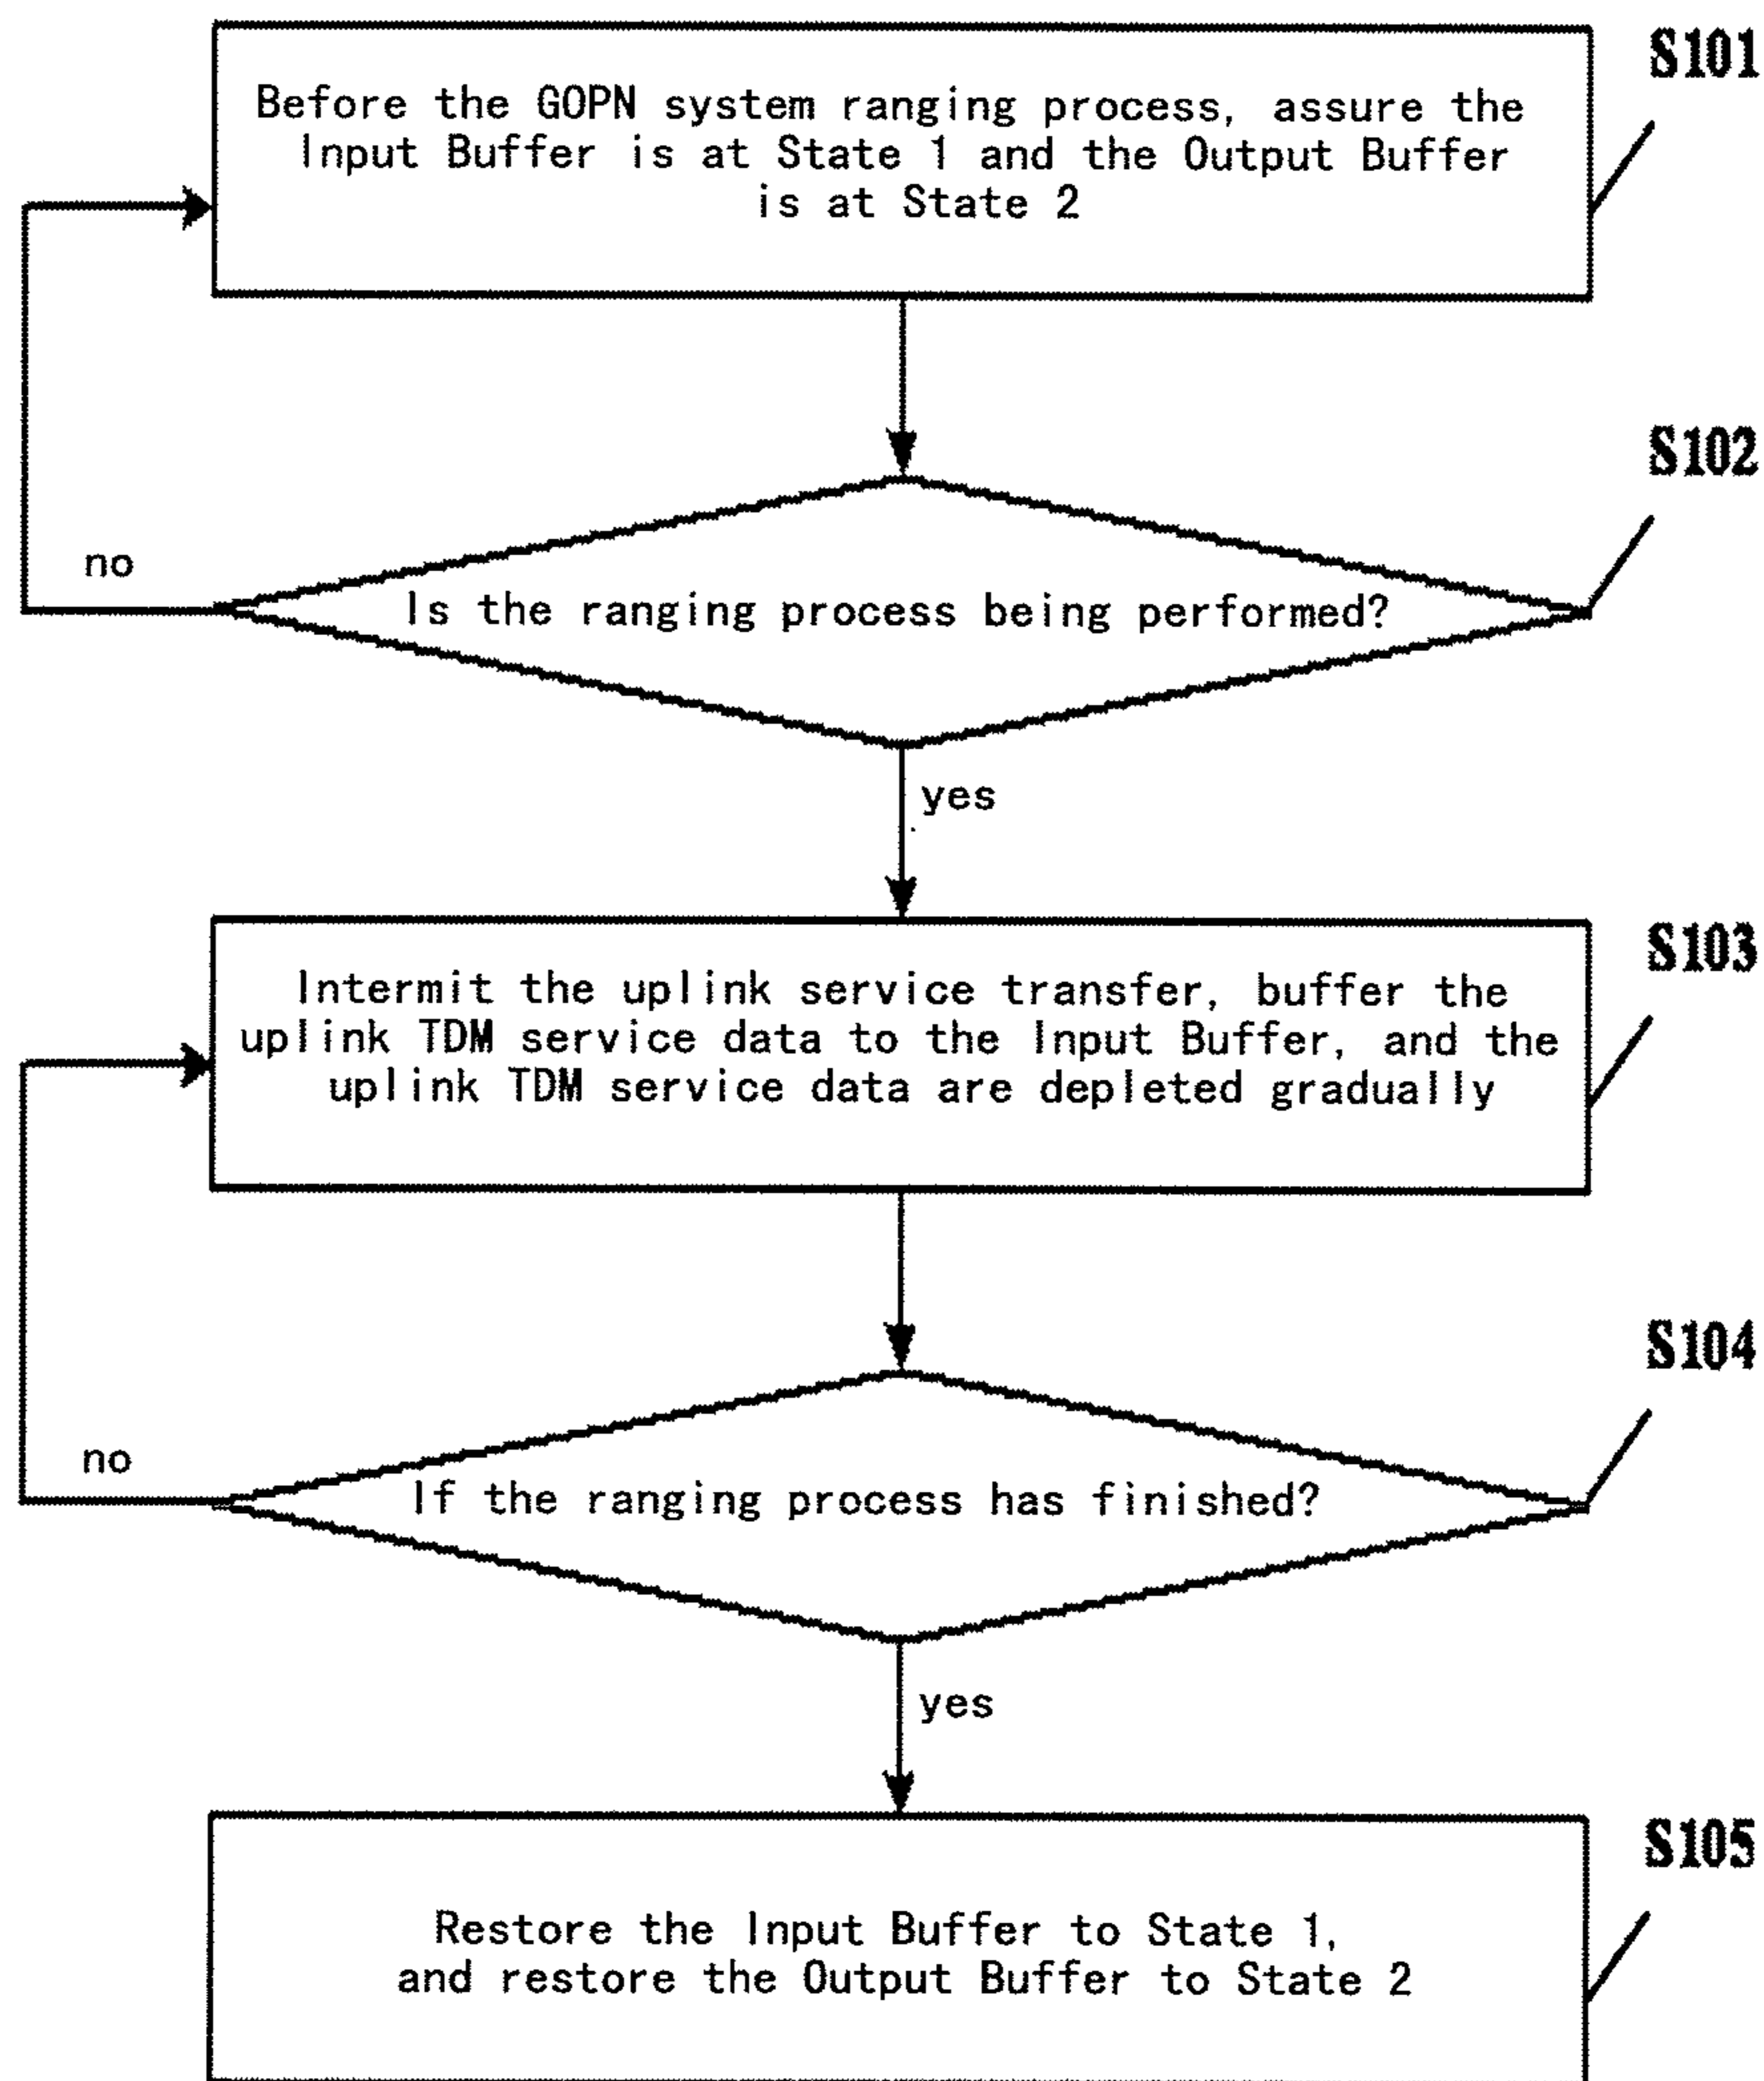 S101
Before the GOPN system ranging process, assure the
Input Buffer is at State 1 and the Output Buffer
is at State 2
S102
no
Is the ranging process being performed?
yes
S103
Intermit the uplink service transfer, buffer the
uplink TDM service data to the Input Buffer, and the
uplink TDM service data are depleted gradually
S104
no
If the ranging process has finished?
yes
S105
Restore the Input Buffer to State 1,
and restore the Output Buffer to State 2